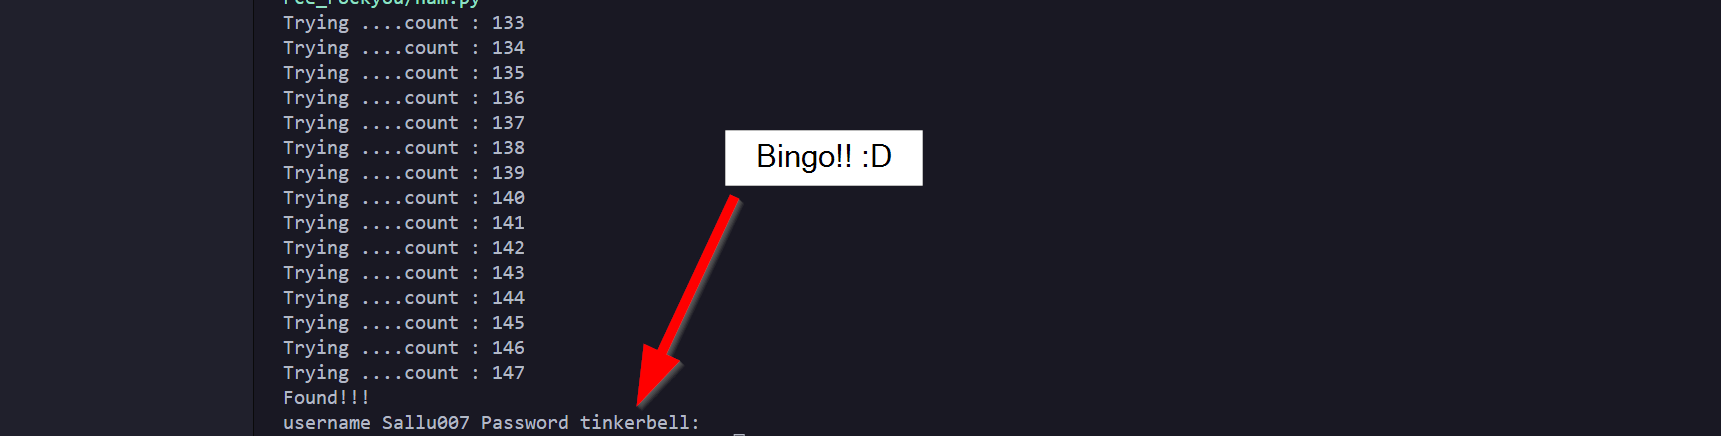 Trying ....count : 133
Trying ....count : 134
Trying ....count : 135
Trying ....count : 136
Trying ....count : 137
Trying ....count : 138
Trying ....count : 139
Trying ....count : 140
Trying ....count : 141
Trying ....count : 142
Trying ....count : 143
Trying ....count : 144
Trying ....count : 145
Trying ....count : 146
Trying ....count : 147
Found!!!
username Sallu007 Password tinkerbell:
Bingo!! :D